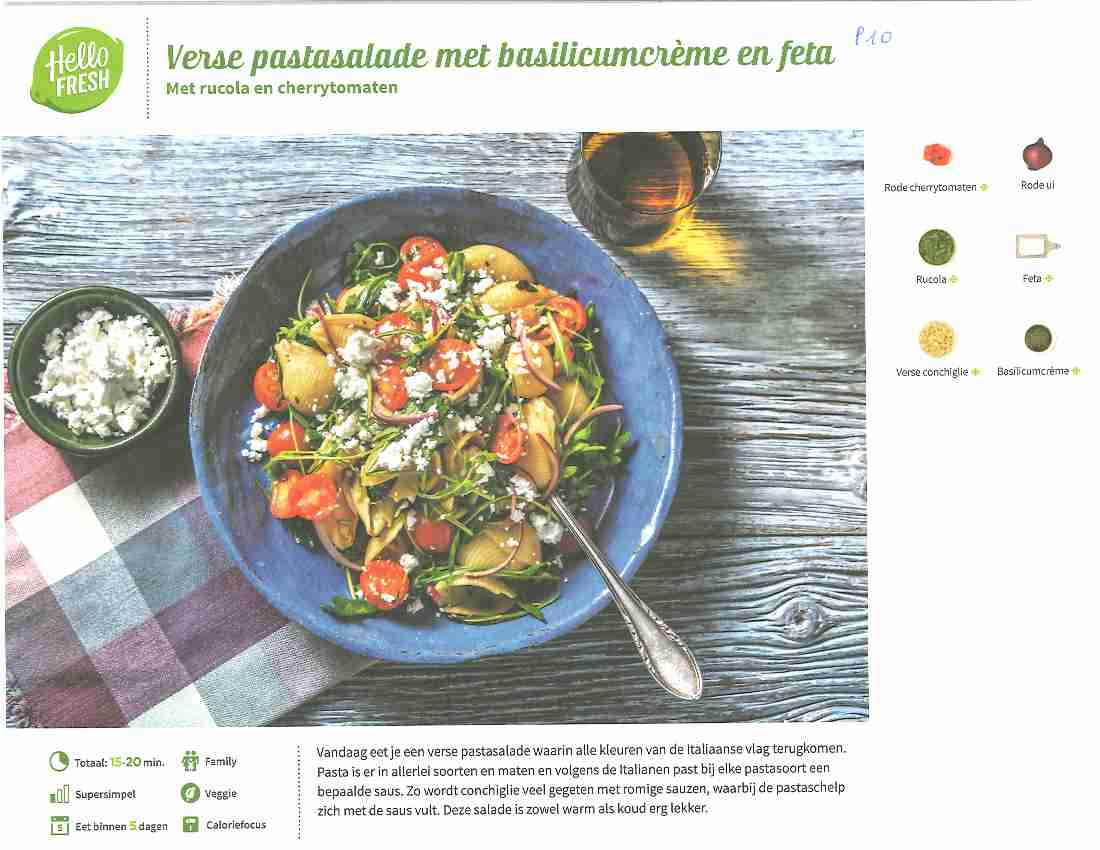 Hello
FRESH
Verse pastasalade met basilicumcrème en feta
P10
Met rucola en cherrytomaten
Rode cherrytomaten
Rode ui
Rucola
Feta
Verse conchiglie
Basilicumcrème
Totaal: 15-20 min.
Family
Supersimpel
Veggie
5
Eet binnen 5 dagen
Caloriefocus
Vandaag eet je een verse pastasalade waarin alle kleuren van de Italiaanse vlag terugkomen.
Pasta is er in allerlei soorten en maten en volgens de Italianen past bij elke pastasoort een
bepaalde saus. Zo wordt conchiglie veel gegeten met romige sauzen, waarbij de pastaschelp
zich met de saus vult. Deze salade is zowel warm als koud erg lekker.